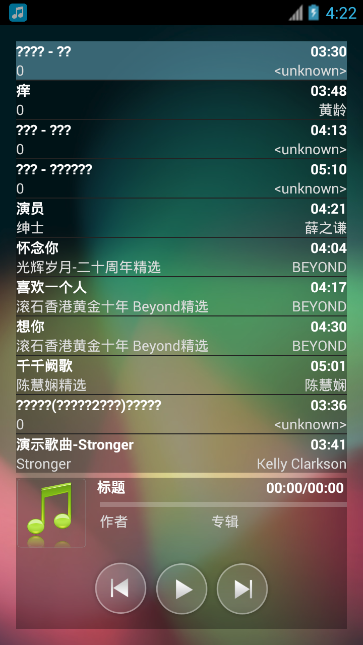 4:22
???? - ?? 03:30
0 <unknown>
痒 03:48
0 黄龄
??? - ??? 04:13
0 <unknown>
??? - ?????? 05:10
0 <unknown>
演员 04:21
绅士 薛之谦
怀念你 04:04
光辉岁月-二十周年精选 BEYOND
喜欢一个人 04:17
滚石香港黄金十年 Beyond精选 BEYOND
想你 04:30
滚石香港黄金十年 Beyond精选 BEYOND
千千阙歌 05:01
陈慧娴精选 陈慧娴
?????(?????2???)????? 03:36
0 <unknown>
演示歌曲-Stronger 03:41
Stronger Kelly Clarkson
标题 00:00/00:00
作者 专辑